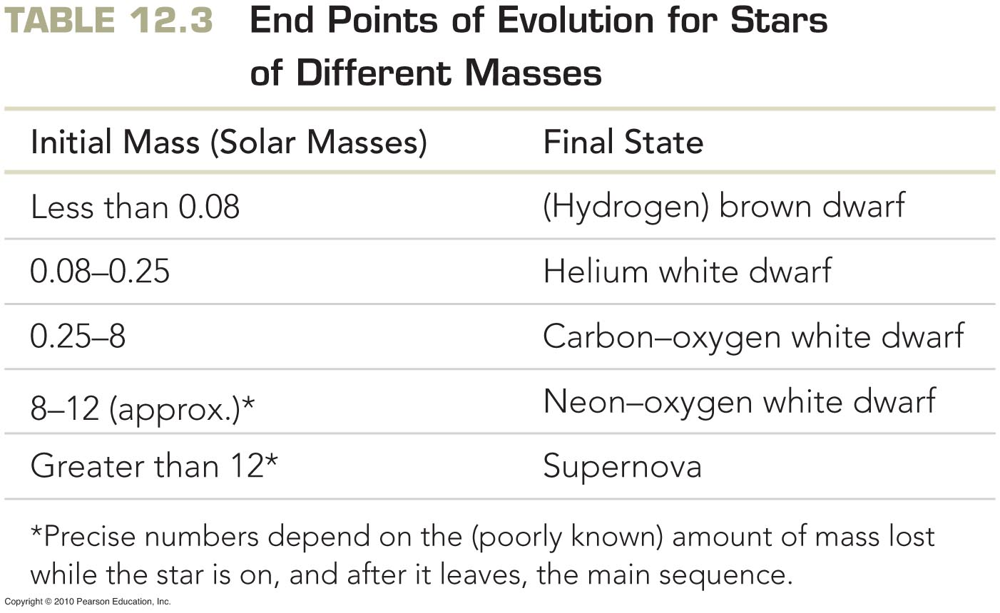 TABLE 12.3 End Points of Evolution for Stars
of Different Masses
Initial Mass (Solar Masses) Final State
Less than 0.08 (Hydrogen) brown dwarf
0.08–0.25 Helium white dwarf
0.25–8 Carbon–oxygen white dwarf
8–12 (approx.)* Neon–oxygen white dwarf
Greater than 12* Supernova
*Precise numbers depend on the (poorly known) amount of mass lost
while the star is on, and after it leaves, the main sequence.
Copyright © 2010 Pearson Education, Inc.